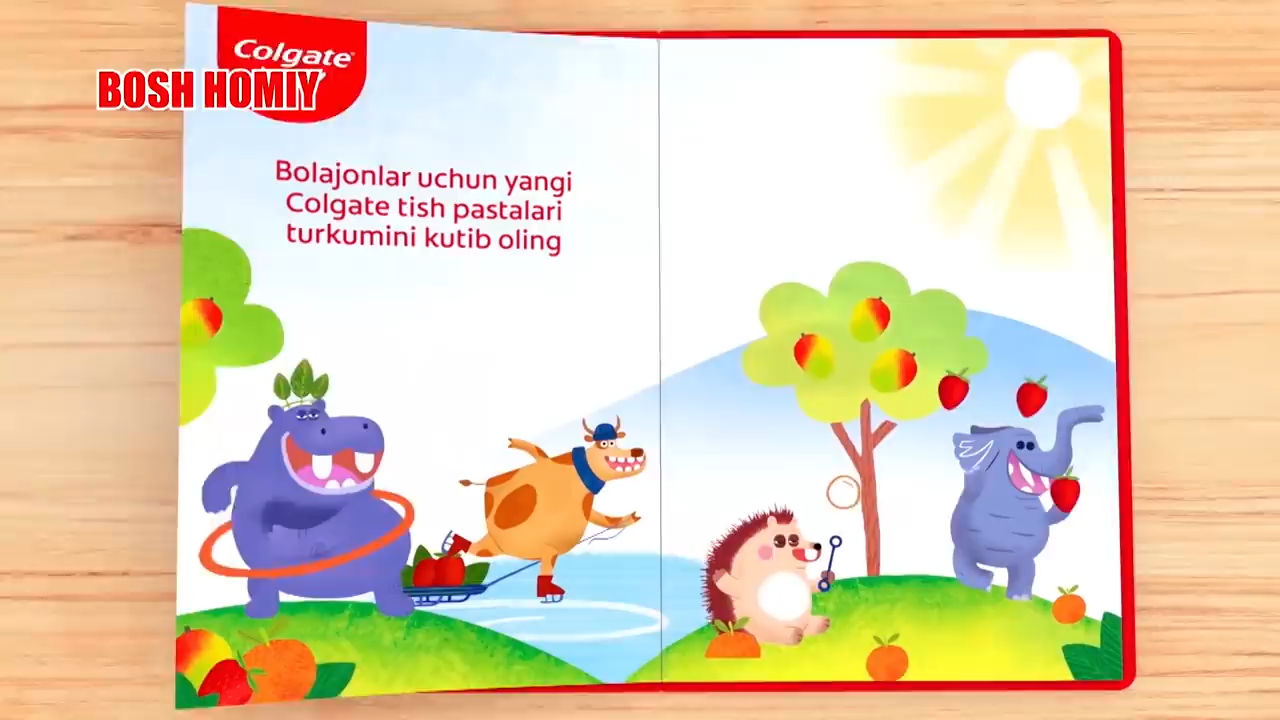 Colgate
BOSH HOMIY
Bolajonlar uchun yangi
Colgate tish pastalari
turkumini kutib oling